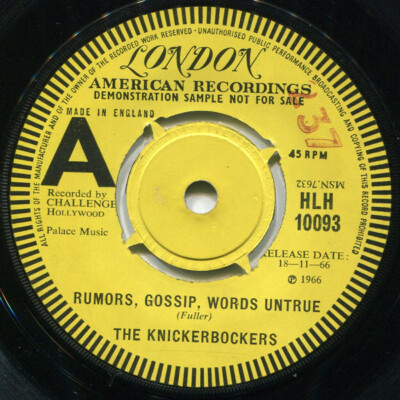 ALL RIGHTS OF THE MANUFACTURER AND OF THE OWNER OF THE RECORDED WORK RESERVED · UNAUTHORISED PUBLIC PERFORMANCE BROADCASTING AND COPYING OF THIS RECORD PROHIBITED
LONDON
AMERICAN RECORDINGS
DEMONSTRATION SAMPLE NOT FOR SALE
MADE IN ENGLAND
A
45 RPM
MSN.7632
Recorded by
CHALLENGE
HOLLYWOOD
HLH
10093
Palace Music
RELEASE DATE:
18-11-66
℗ 1966
RUMORS, GOSSIP, WORDS UNTRUE
(Fuller)
THE KNICKERBOCKERS